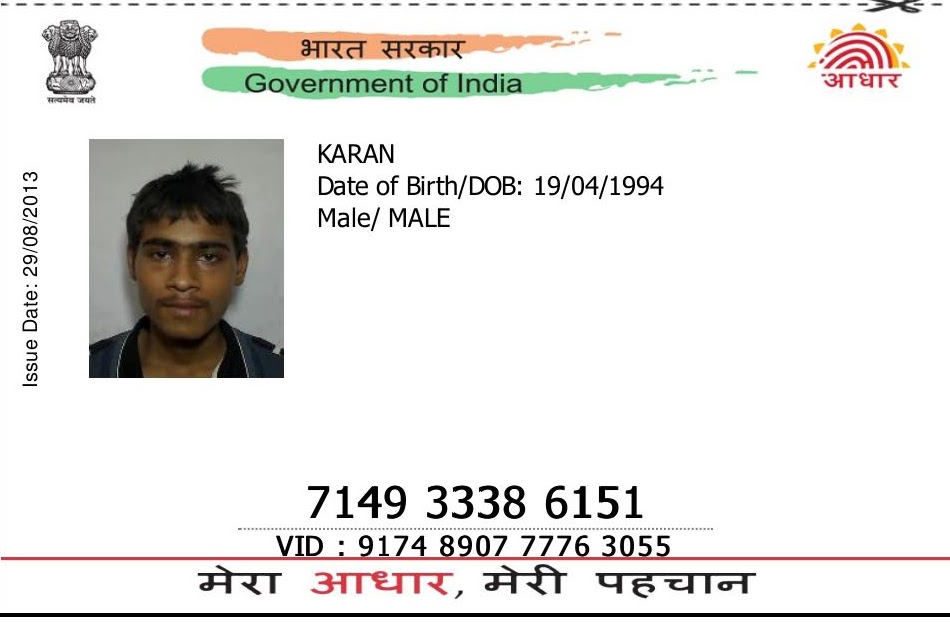 भारत सरकार
Government of India
सत्यमेव जयते
आधार
Issue Date: 29/08/2013
KARAN
Date of Birth/DOB: 19/04/1994
Male/ MALE
7149 3338 6151
VID : 9174 8907 7776 3055
मेरा आधार, मेरी पहचान